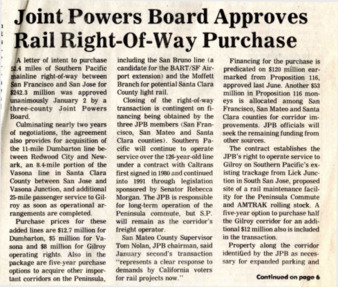 Joint Powers Board Approves
Rail Right-Of-Way Purchase
A letter of intent to purchase
.4 miles of Southern Pacific
mainline right-of-way between
San Francisco and San Jose for
$242.3 million was approved
unanimously January 2 by a
three-county Joint Powers
Board.
Culminating nearly two years
of negotiations, the agreement
also provides for acquisition of
the 11-mile Dumbarton line be-
tween Redwood City and New-
ark, an 8.4-mile portion of the
Vasona line in Santa Clara
County between San Jose and
Vasona Junction, and additional
25-mile passenger service to Gil-
roy as soon as operational ar-
rangements are completed.
Purchase prices for these
added lines are $12.7 million for
Dumbarton, $5 million for Vaso-
na and $8 million for Gilroy
operating rights. Also in the
package are five-year purchase
options to acquire other impor-
tant corridors on the Peninsula,
including the San Bruno line (a
candidate for the BART/SF Air-
port extension) and the Moffett
Branch for potential Santa Clara
County light rail.
Closing of the right-of-way
transaction is contingent on fi-
nancing being obtained by the
three JPB members (San Fran-
cisco, San Mateo and Santa
Clara counties). Southern Pa-
cific will continue to operate
service over the 126-year-old line
under a contract with Caltrans
first signed in 1980 and continued
into 1991 through legislation
sponsored by Senator Rebecca
Morgan. The JPB is responsible
for long-term operation of the
Peninsula commute, but S.P.
will remain as the corridor's
freight operator.
San Mateo County Supervisor
Tom Nolan, JPB chairman, said
January second's transaction
"represents a clear response to
demands by California voters
for rail projects now."
Financing for the purchase is
predicated on $120 million ear-
marked from Proposition 116,
approved last June. Another $53
million in Proposition 116 mon-
eys is allocated among San
Francisco, San Mateo and Santa
Clara counties for corridor im-
provements. JPB officials will
seek the remaining funding from
other sources.
The contract establishes the
JPB's right to operate service to
Gilroy on Southern Pacific's ex-
isting trackage from Lick Junc-
tion in South San Jose, proposed
site of a rail maintenance facil-
ity for the Peninsula Commute
and AMTRAK rolling stock. A
five-year option to purchase half
the Gilroy corridor for an addi-
tional $12 million also is included
in the transaction.
Property along the corridor
identified by the JPB as neces-
sary for expanded parking and
Continued on page 6